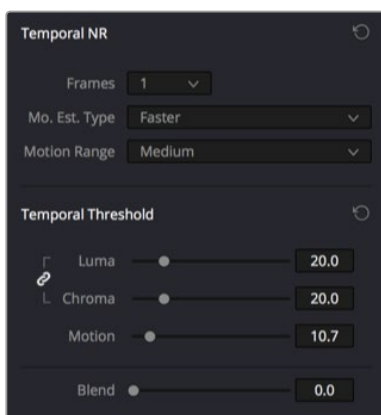 Temporal NR
Frames 1
Mo. Est. Type Faster
Motion Range Medium
Temporal Threshold
Luma 20.0
Chroma 20.0
Motion 10.7
Blend 0.0